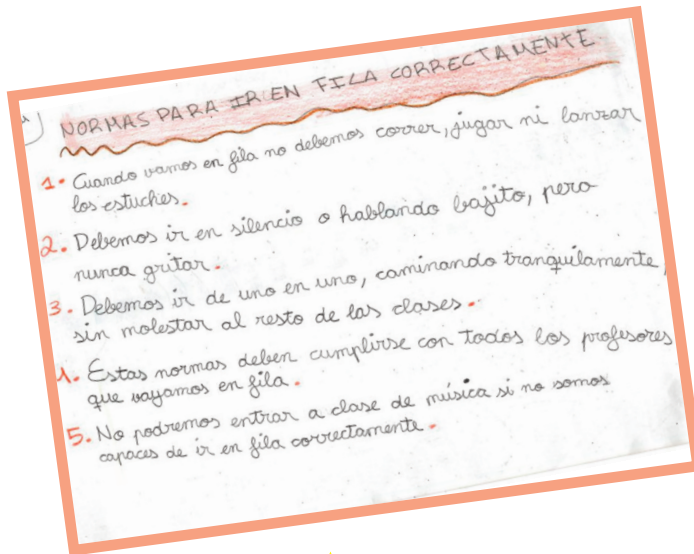 NORMAS PARA IR EN FILA CORRECTAMENTE.
1. Cuando vamos en fila no debemos correr, jugar ni lanzar
los estuches.
2. Debemos ir en silencio o hablando bajito, pero
nunca gritar.
3. Debemos ir de uno en uno, caminando tranquilamente,
sin molestar al resto de las clases.
4. Estas normas deben cumplirse con todos los profesores
que vayamos en fila.
5. No podremos entrar a clase de música si no somos
capaces de ir en fila correctamente.